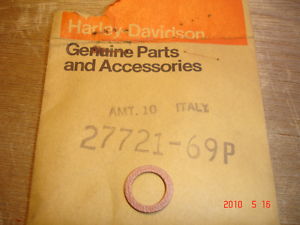 Harley-Davidson
Genuine Parts
and Accessories
AMT. 10 ITALY
27721-69P
2010 5 16